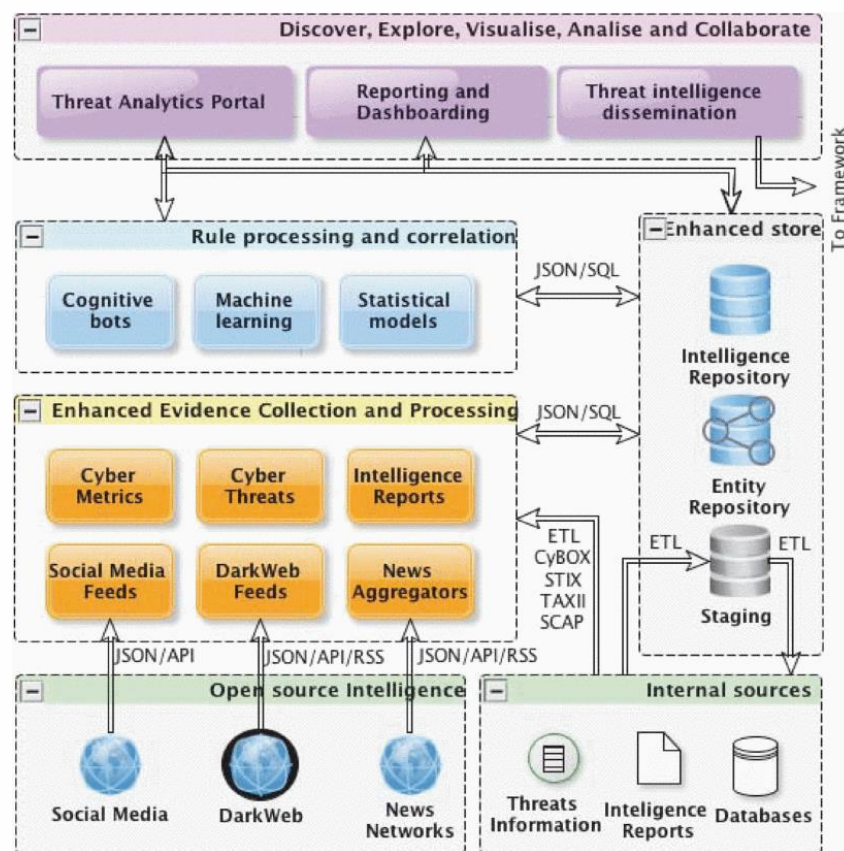 Discover, Explore, Visualise, Analise and Collaborate
Threat Analytics Portal
Reporting and
Dashboarding
Threat intelligence
dissemination
To Framework
Rule processing and correlation
Cognitive
bots
Machine
learning
Statistical
models
JSON/SQL
Enhanced store
Intelligence
Repository
Entity
Repository
Staging
ETL
ETL
Enhanced Evidence Collection and Processing
JSON/SQL
Cyber
Metrics
Cyber
Threats
Intelligence
Reports
Social Media
Feeds
DarkWeb
Feeds
News
Aggregators
ETL
CyBOX
STIX
TAXII
SCAP
JSON/API
JSON/API/RSS
JSON/API/RSS
Open source Intelligence
Social Media
DarkWeb
News
Networks
Internal sources
Threats
Information
Inteligence
Reports
Databases